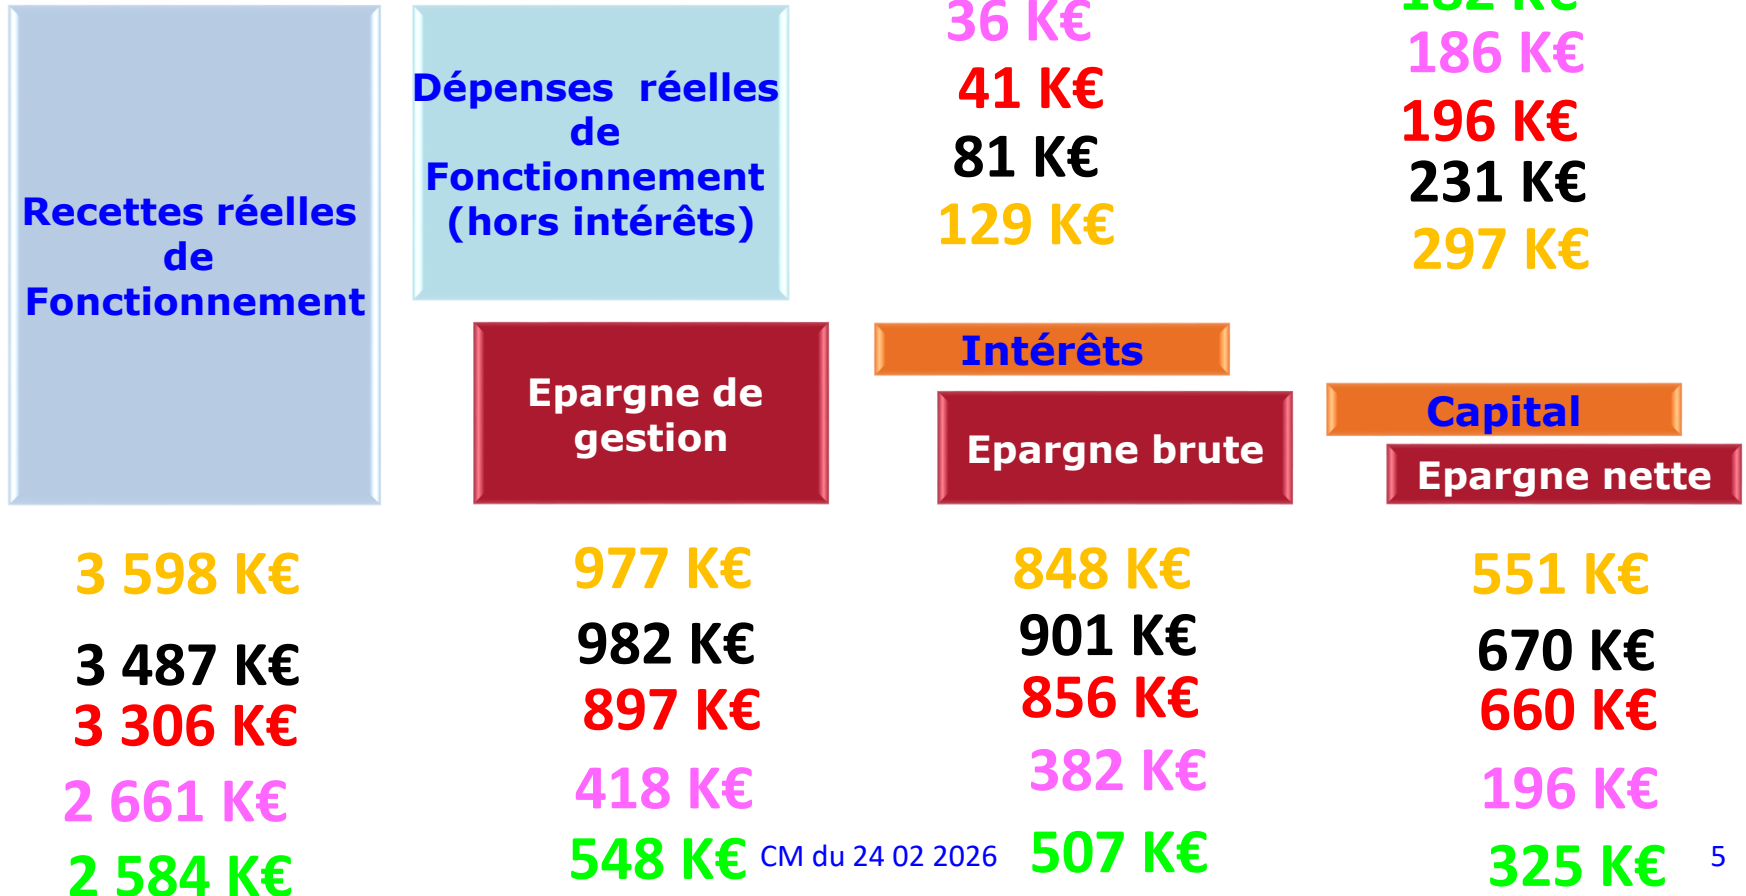 36 K€
182 K€
186 K€
41 K€
196 K€
81 K€
231 K€
129 K€
297 K€
Dépenses réelles
de
Fonctionnement
(hors intérêts)
Recettes réelles
de
Fonctionnement
Intérêts
Epargne de
gestion
Capital
Epargne brute
Epargne nette
3 598 K€
977 K€
848 K€
551 K€
3 487 K€
982 K€
901 K€
670 K€
3 306 K€
897 K€
856 K€
660 K€
2 661 K€
418 K€
382 K€
196 K€
2 584 K€
548 K€
507 K€
325 K€
CM du 24 02 2026
5